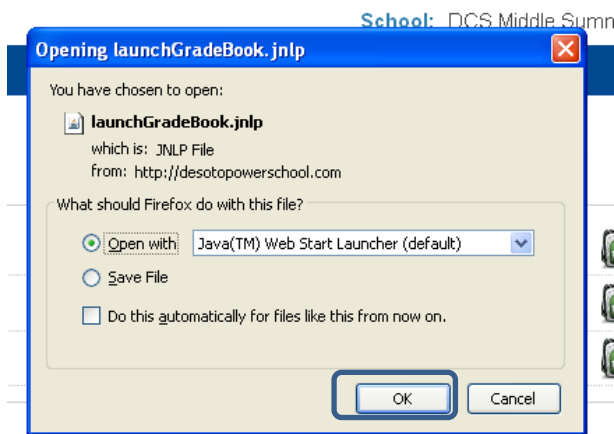 School: DCS Middle Summ
Opening launchGradeBook.jnlp
You have chosen to open:
launchGradeBook.jnlp
which is: JNLP File
from: http://desotopowerschool.com
What should Firefox do with this file?
Open with Java(TM) Web Start Launcher (default)
Save File
Do this automatically for files like this from now on.
OK Cancel